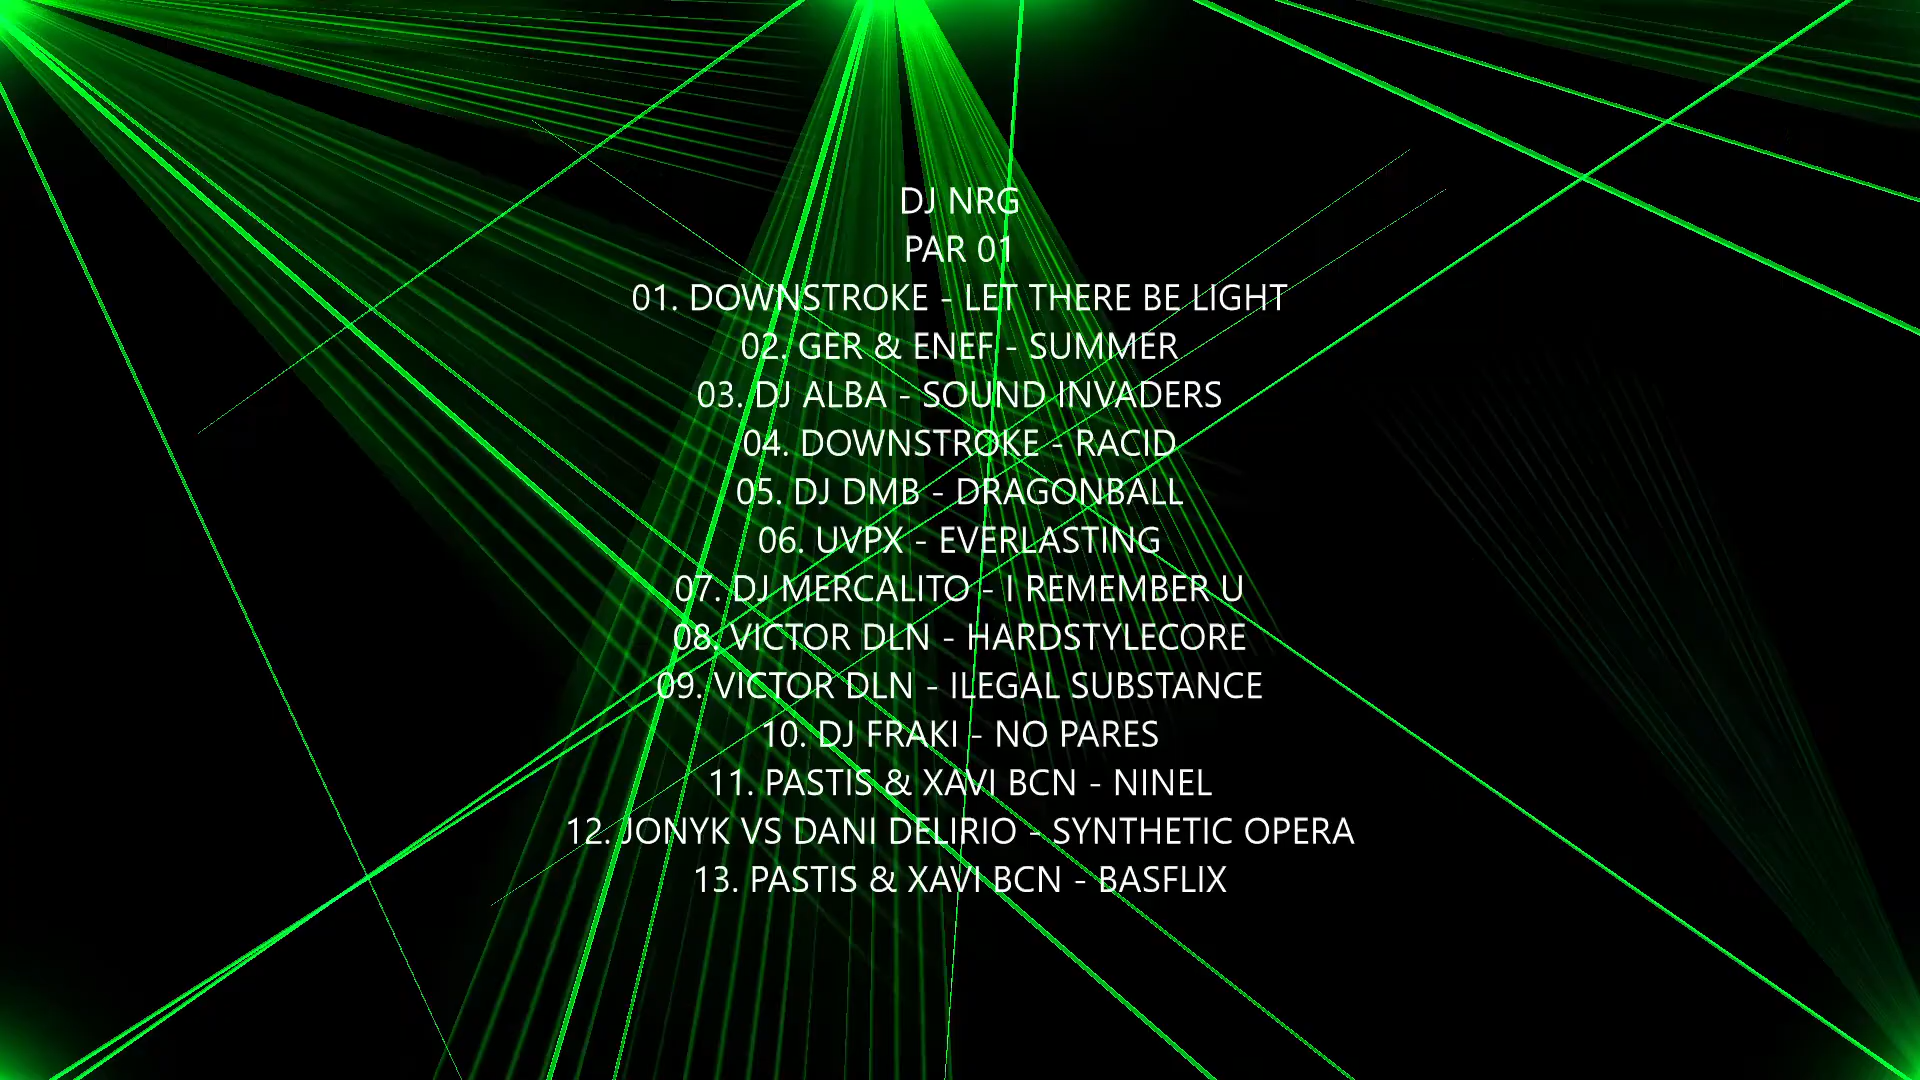 DJ NRG
PAR 01
01. DOWNSTROKE - LET THERE BE LIGHT
02. GER & ENEF - SUMMER
03. DJ ALBA - SOUND INVADERS
04. DOWNSTROKE - RACID
05. DJ DMB - DRAGONBALL
06. UVPX - EVERLASTING
07. DJ MERCALITO - I REMEMBER U
08. VICTOR DLN - HARDSTYLECORE
09. VICTOR DLN - ILEGAL SUBSTANCE
10. DJ FRAKI - NO PARES
11. PASTIS & XAVI BCN - NINEL
12. JONYK VS DANI DELIRIO - SYNTHETIC OPERA
13. PASTIS & XAVI BCN - BASFLIX